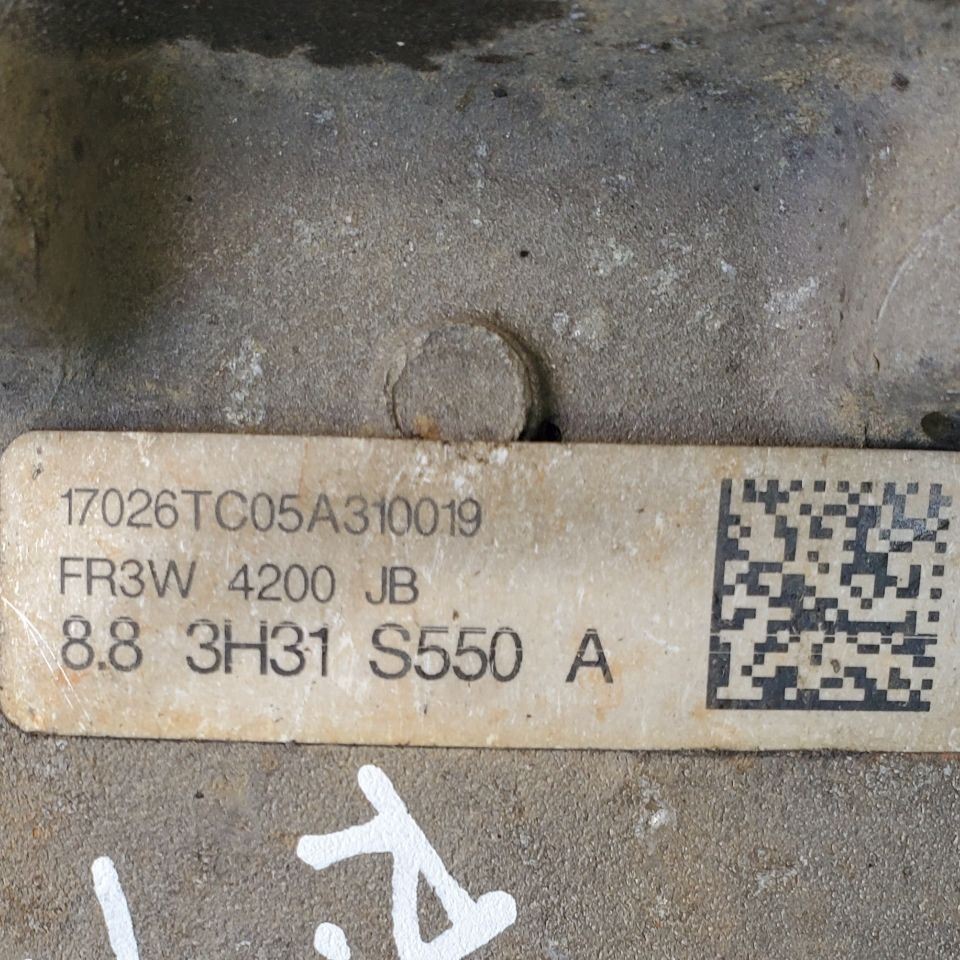 17026TC05A310019
FR3W 4200 JB
8.8 3H31 S550 A